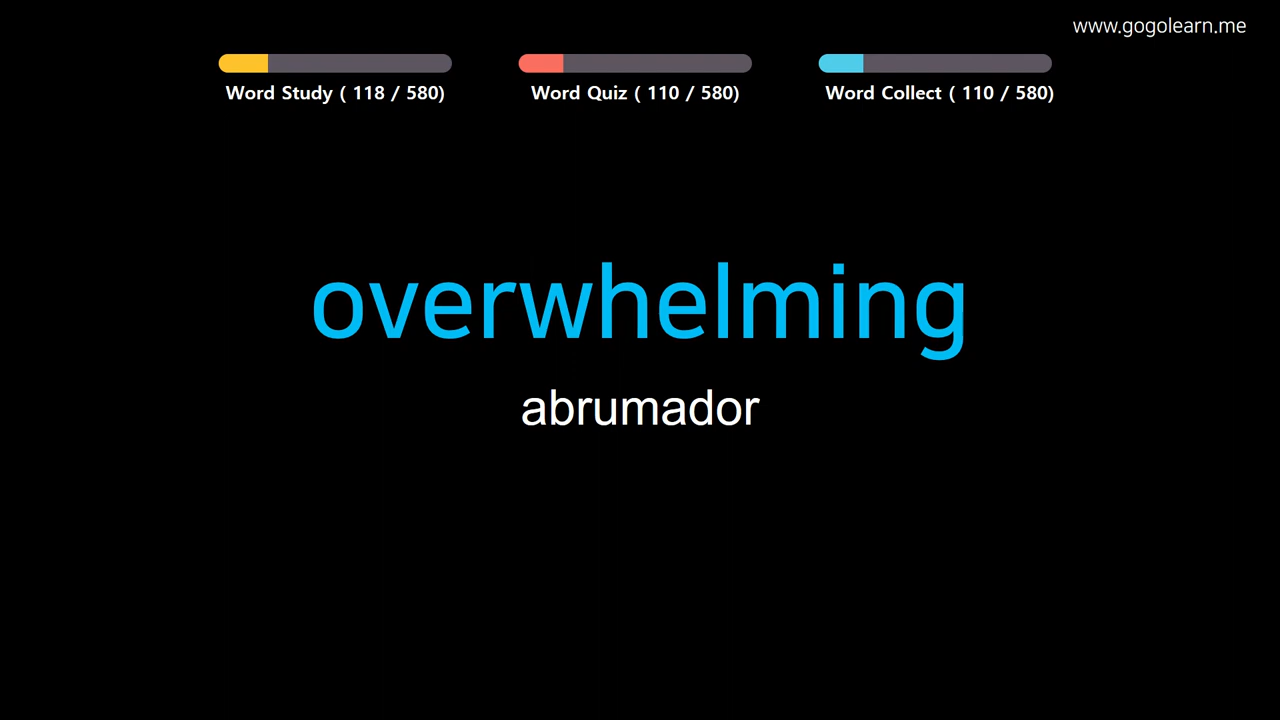 www.gogolearn.me
Word Study ( 118 / 580)
Word Quiz ( 110 / 580)
Word Collect ( 110 / 580)
overwhelming
abrumador